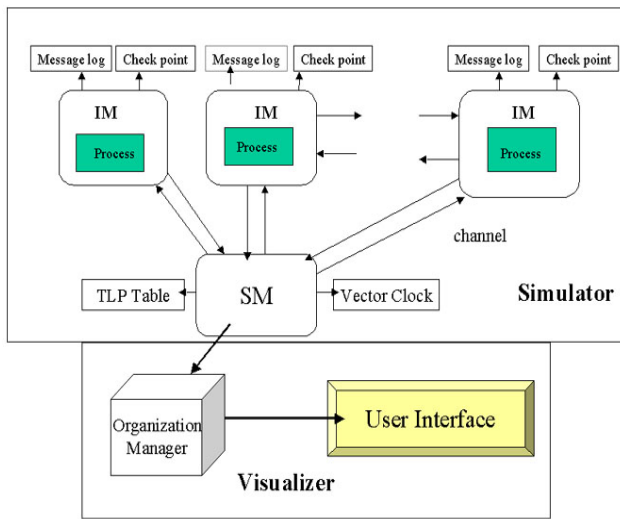 Message log
Check point
Message log
Check point
Message log
Check point
IM
IM
IM
Process
Process
Process
channel
TLP Table
SM
Vector Clock
Simulator
Organization
Manager
User Interface
Visualizer